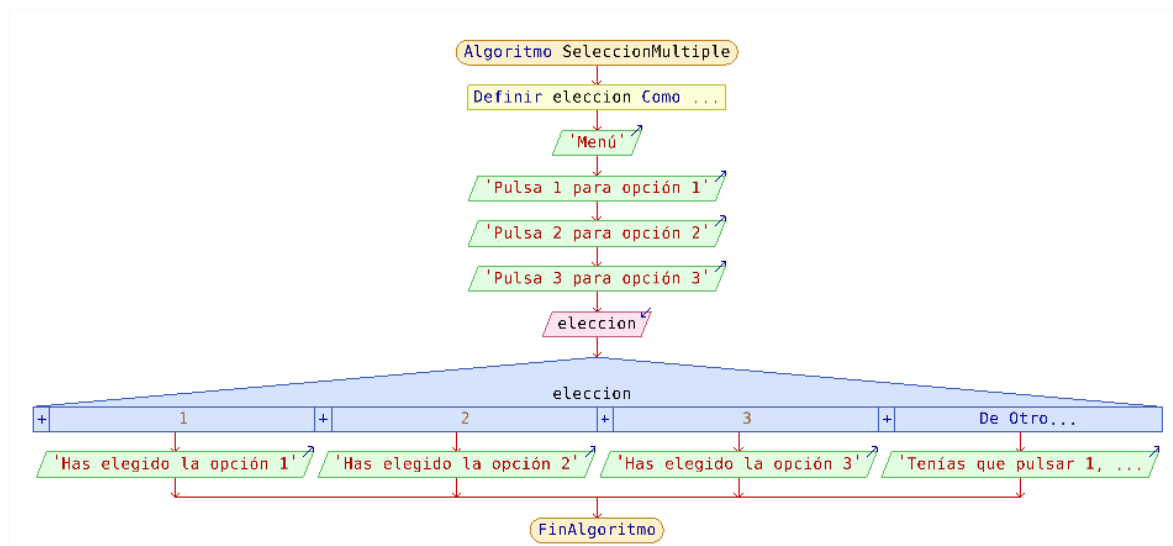 Algoritmo SeleccionMultiple
Definir eleccion Como ...
'Menú'
'Pulsa 1 para opción 1'
'Pulsa 2 para opción 2'
'Pulsa 3 para opción 3'
eleccion
eleccion
+ 1 + 2 + 3 + De Otro...
'Has elegido la opción 1' 'Has elegido la opción 2' 'Has elegido la opción 3' 'Tenías que pulsar 1, ...
FinAlgoritmo